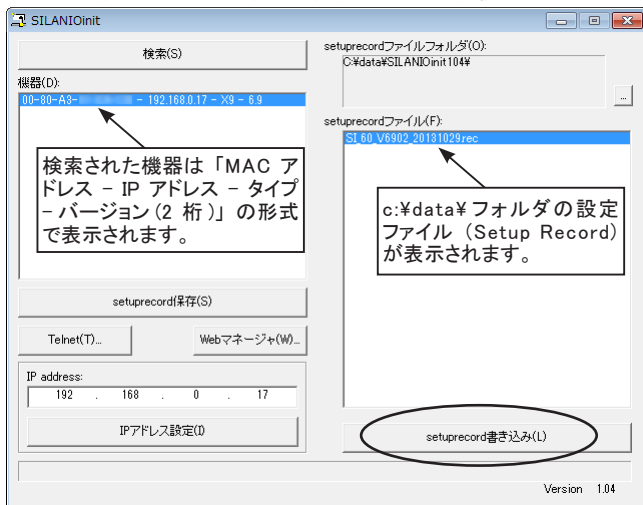 SILANIOinit
検索(S)
機器(D):
00-80-A3- - 192.168.0.17 - X9 - 6.9
検索された機器は「MAC ア
ドレス − IP アドレス − タイプ
− バージョン(2 桁)」の形式
で表示されます。
setuprecord保存(S)
Telnet(T)...
Webマネージャ(W)...
IP address:
192 . 168 . 0 . 17
IPアドレス設定(I)
setuprecordファイルフォルダ(O):
C:¥data¥SILANIOinit104¥
...
setuprecordファイル(F):
SI_60_V6902_20131029.rec
c:¥data¥ フォルダの設定
ファイル (Setup Record)
が表示されます。
setuprecord書き込み(L)
Version 1.04